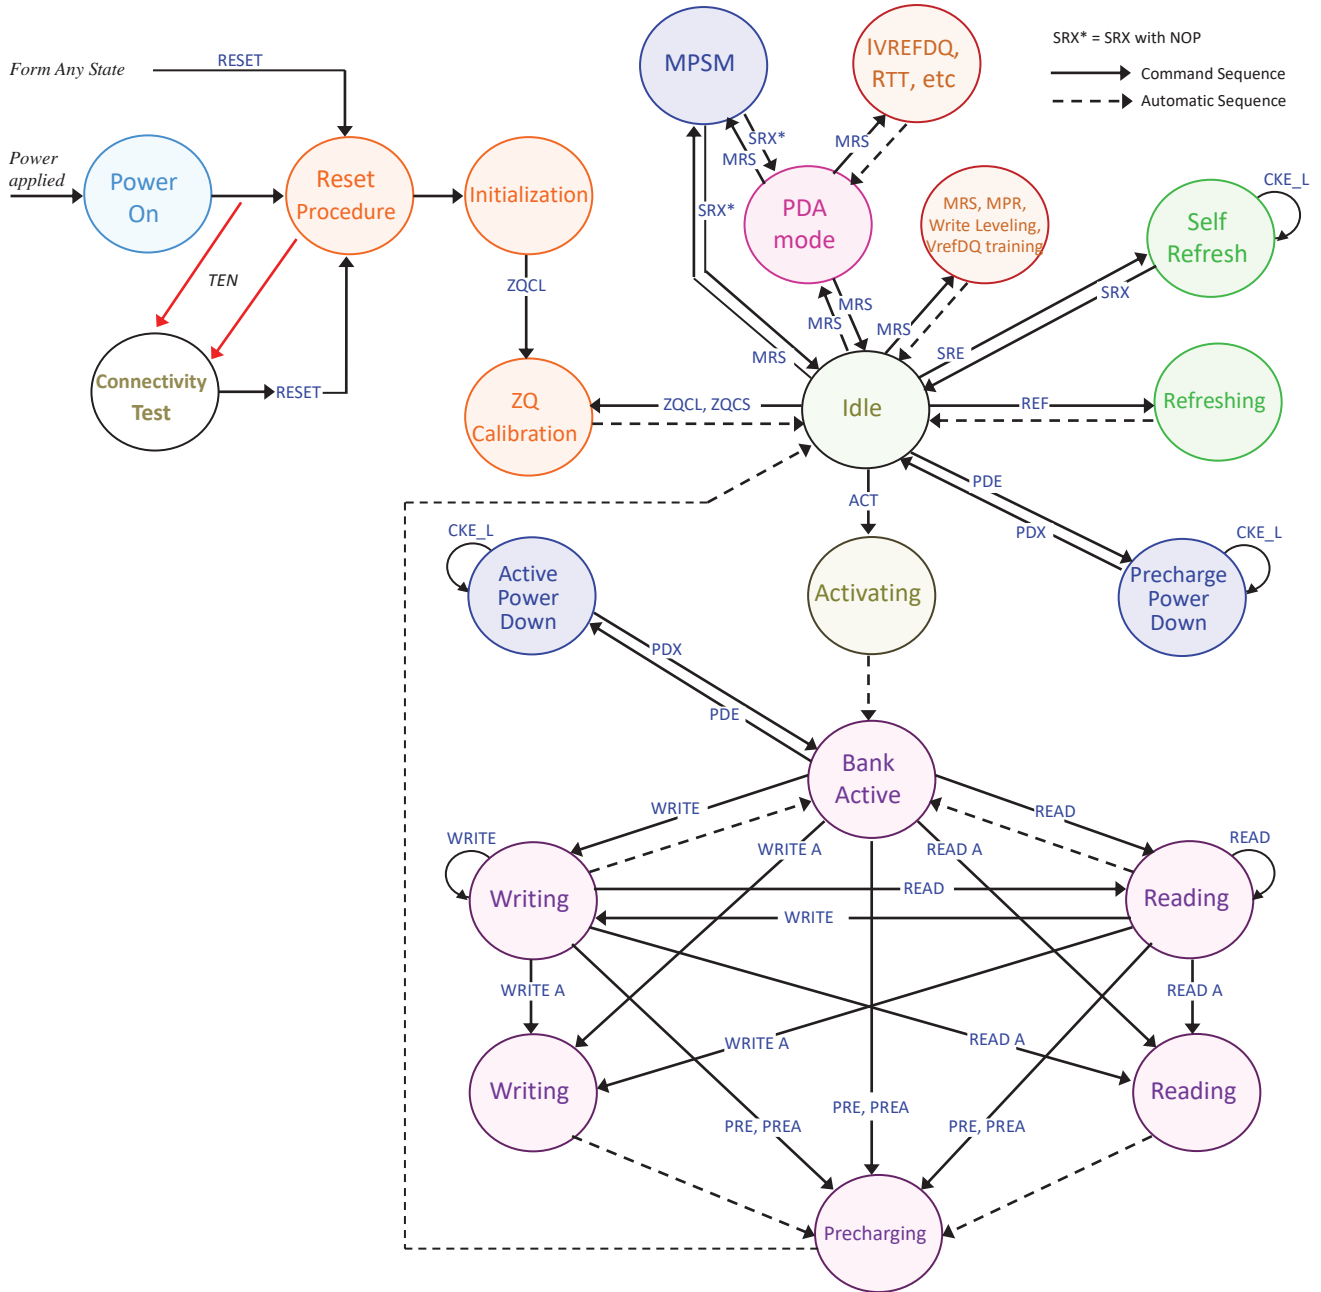 SRX* = SRX with NOP
Command Sequence
Automatic Sequence
Form Any State
RESET
Power
applied
Power
On
Reset
Procedure
Initialization
TEN
Connectivity
Test
RESET
ZQCL
ZQ
Calibration
MPSM
IVREFDQ,
RTT, etc
SRX*
MRS
MRS
PDA
mode
SRX*
MRS
MRS
MRS
MRS, MPR,
Write Leveling,
VrefDQ training
MRS
Self
Refresh
CKE_L
SRX
SRE
Idle
ZQCL, ZQCS
REF
Refreshing
ACT
PDE
PDX
CKE_L
Precharge
Power
Down
CKE_L
Active
Power
Down
Activating
PDX
PDE
Bank
Active
WRITE
READ
WRITE
WRITE A
READ A
READ
Writing
READ
Reading
WRITE
WRITE A
READ A
WRITE A
READ A
Writing
Reading
PRE, PREA
PRE, PREA
PRE, PREA
Precharging